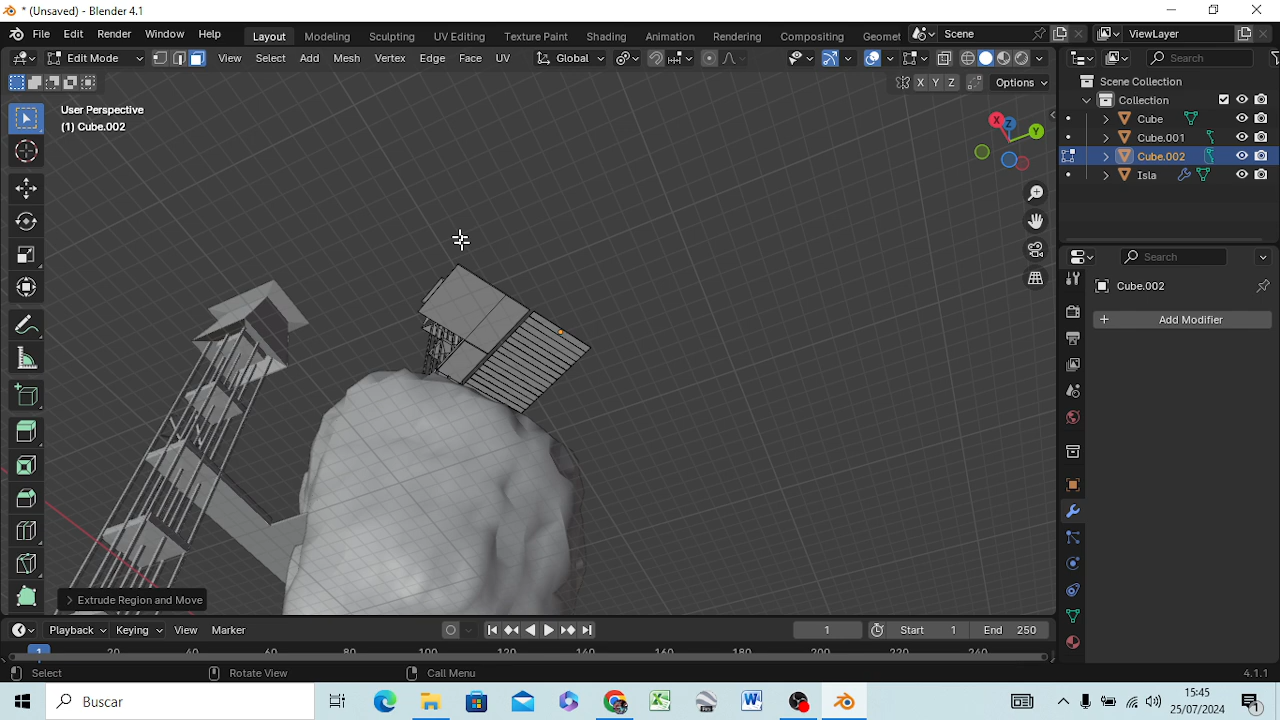 * (Unsaved) - Blender 4.1
File Edit Render Window Help Layout Modeling Sculpting UV Editing Texture Paint Shading Animation Rendering Compositing Geomet Scene ViewLayer
Edit Mode View Select Add Mesh Vertex Edge Face UV Global Search
X Y Z Options
Scene Collection
Collection
User Perspective
(1) Cube.002
Cube
Cube.001
Cube.002
Isla
X Z Y
Search
Cube.002
+ Add Modifier
> Extrude Region and Move
Playback Keying View Marker 1 Start 1 End 250
1 20 40 60 80 100 120 140 160 180 200 220 240
Select Rotate View Call Menu 4.1.1
Buscar 15:45
25/07/2024 1